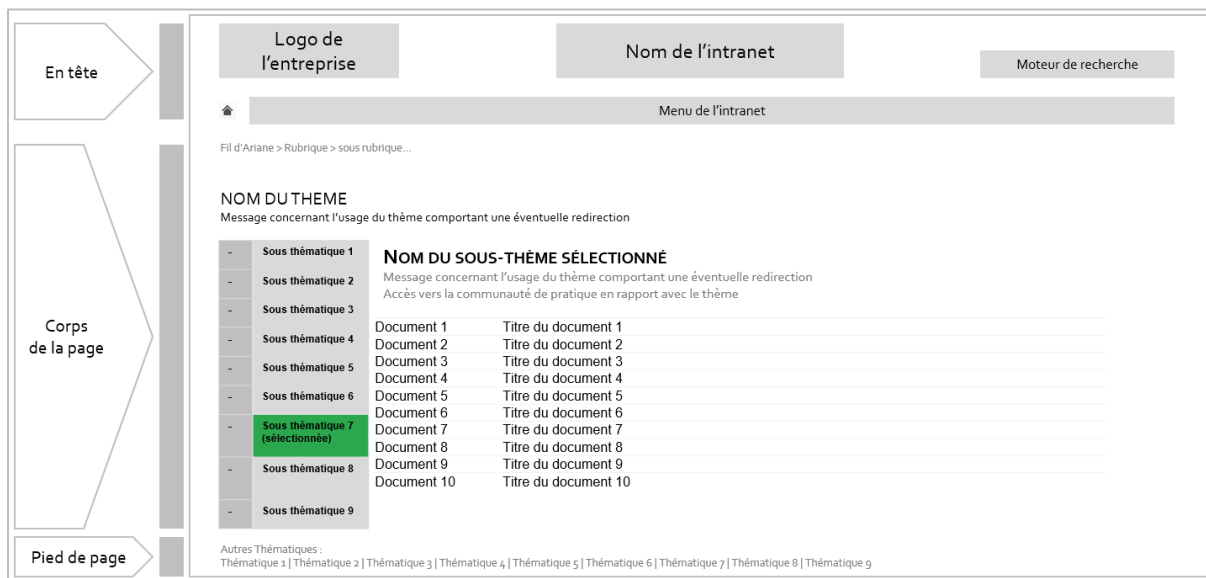 En tête
Logo de
l'entreprise
Nom de l'intranet
Moteur de recherche
Menu de l'intranet
Fil d'Ariane > Rubrique > sous rubrique...
NOM DU THEME
Message concernant l'usage du thème comportant une éventuelle redirection
Corps
de la page
- Sous thématique 1
- Sous thématique 2
- Sous thématique 3
- Sous thématique 4
- Sous thématique 5
- Sous thématique 6
- Sous thématique 7
(sélectionnée)
- Sous thématique 8
- Sous thématique 9
NOM DU SOUS-THÈME SÉLECTIONNÉ
Message concernant l'usage du thème comportant une éventuelle redirection
Accès vers la communauté de pratique en rapport avec le thème
Document 1 Titre du document 1
Document 2 Titre du document 2
Document 3 Titre du document 3
Document 4 Titre du document 4
Document 5 Titre du document 5
Document 6 Titre du document 6
Document 7 Titre du document 7
Document 8 Titre du document 8
Document 9 Titre du document 9
Document 10 Titre du document 10
Pied de page
Autres Thématiques :
Thématique 1 | Thématique 2 | Thématique 3 | Thématique 4 | Thématique 5 | Thématique 6 | Thématique 7 | Thématique 8 | Thématique 9